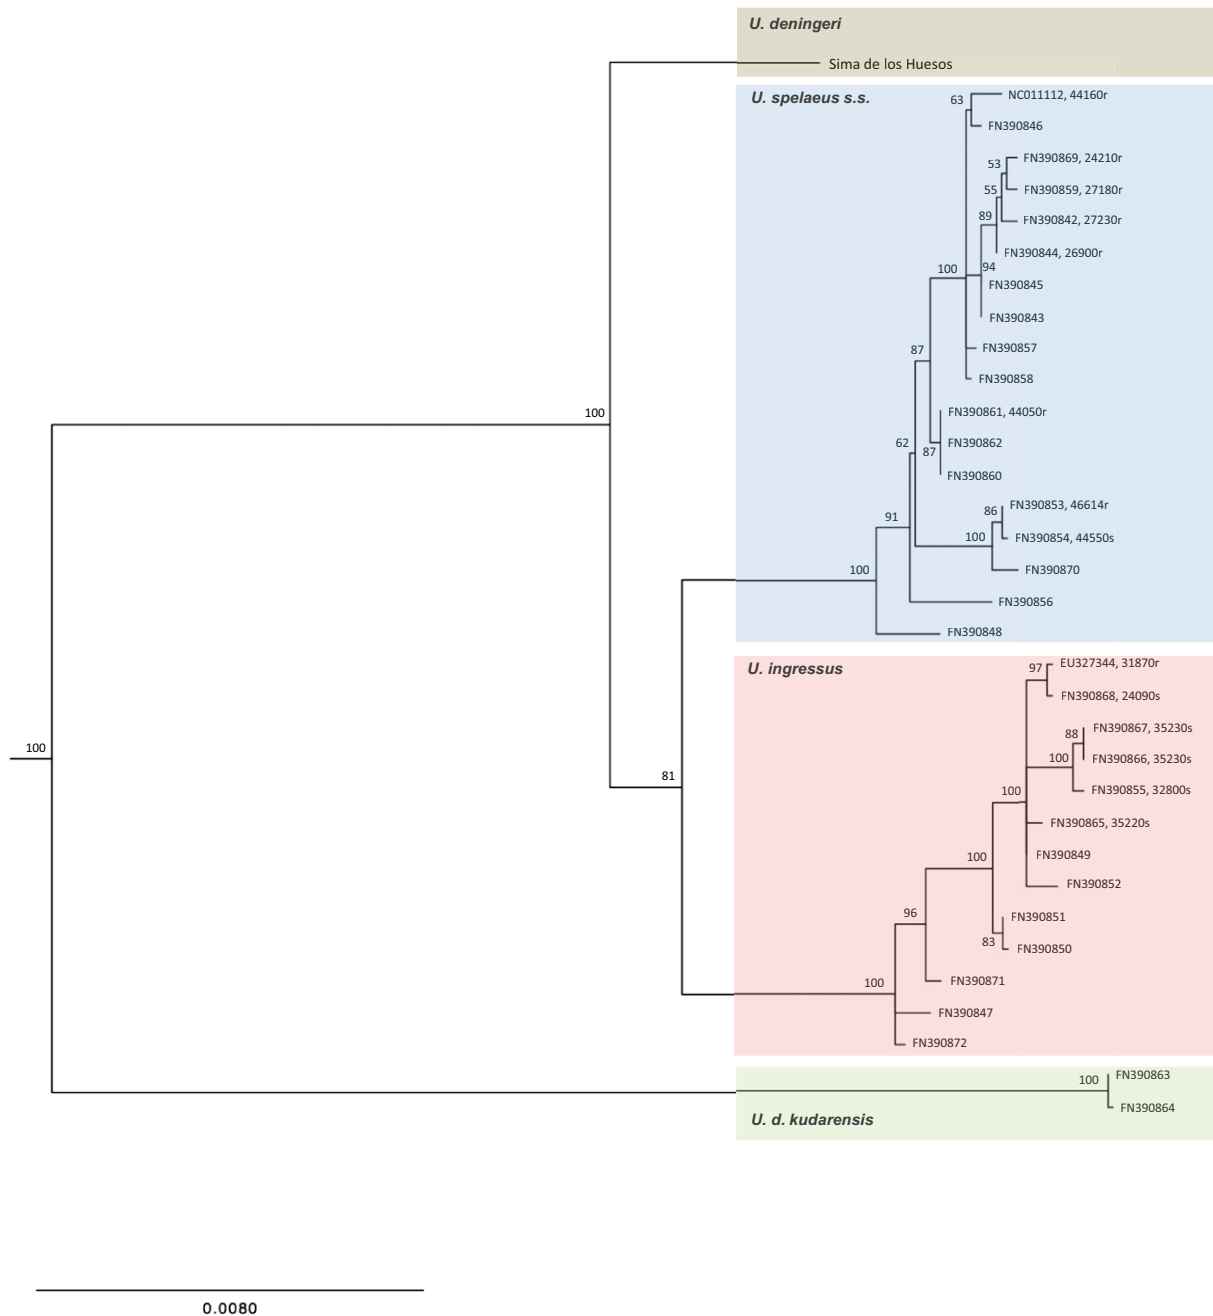 U. deningeri
Sima de los Huesos
U. spelaeus s.s.
NC011112, 44160r
63
FN390846
FN390869, 24210r
53
FN390859, 27180r
55
FN390842, 27230r
89
FN390844, 26900r
94
100
FN390845
FN390843
FN390857
87
FN390858
FN390861, 44050r
62
FN390862
87
FN390860
FN390853, 46614r
86
91
FN390854, 44550s
100
FN390870
100
FN390856
FN390848
100
U. ingressus
EU327344, 31870r
97
FN390868, 24090s
FN390867, 35230s
88
FN390866, 35230s
100
100
81
FN390855, 32800s
100
FN390865, 35220s
FN390849
100
FN390852
96
FN390851
83
FN390850
100
FN390871
FN390847
FN390872
FN390863
100
FN390864
U. d. kudarensis
0.0080